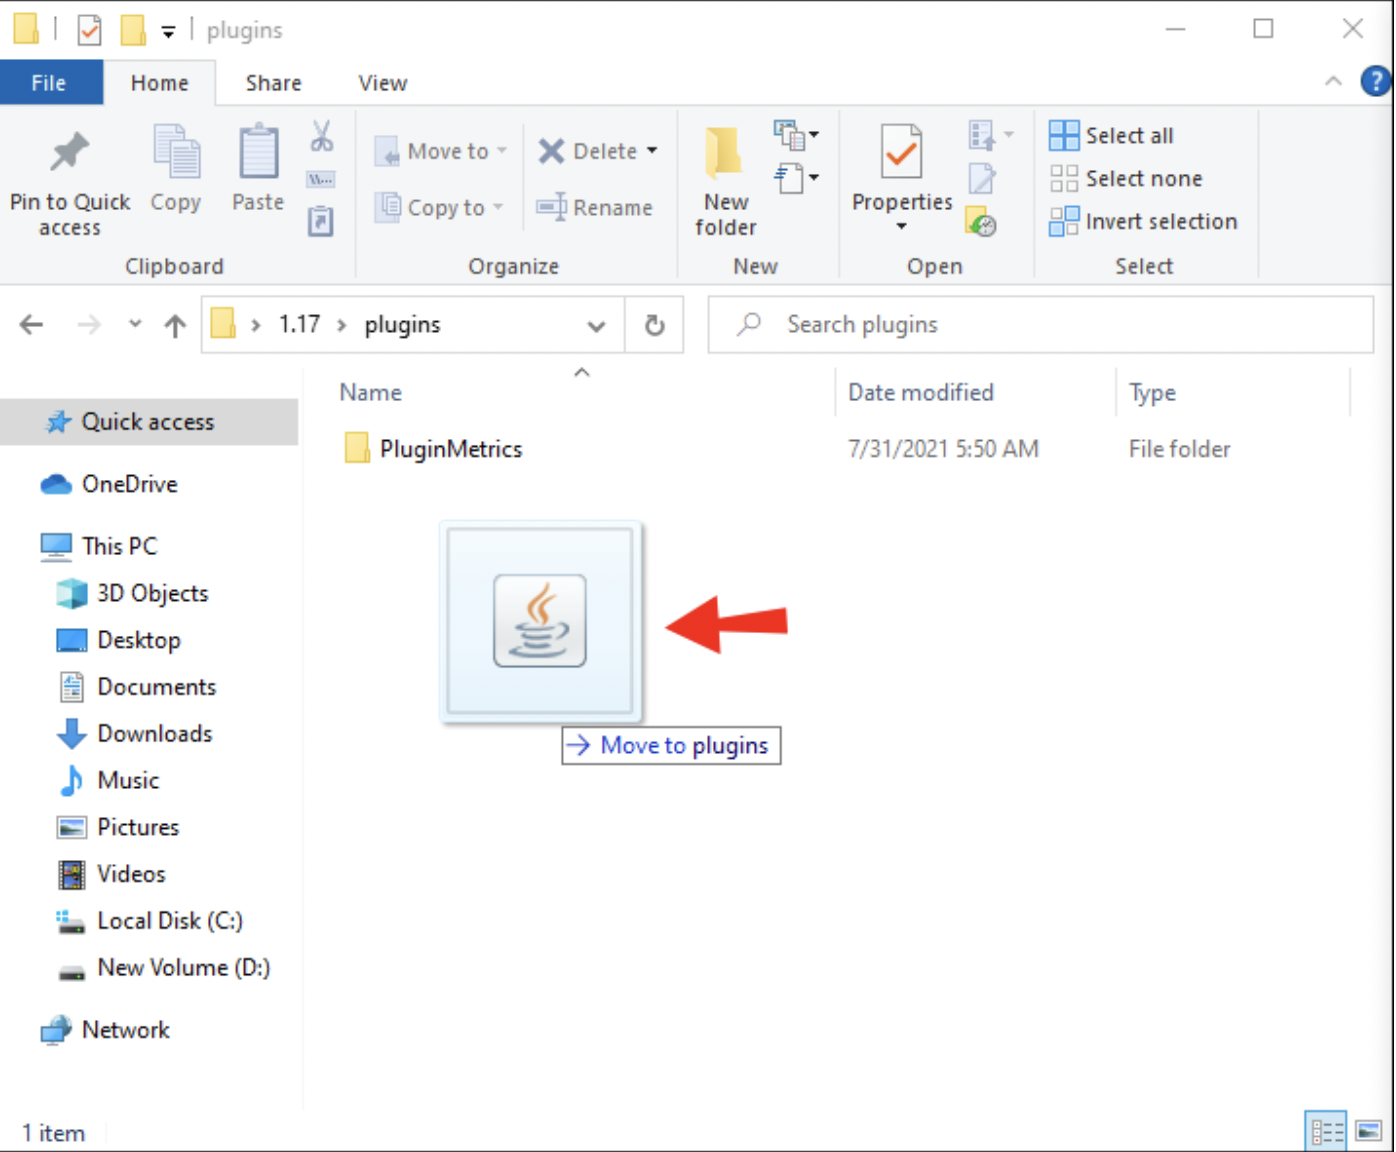 plugins
File Home Share View
Pin to Quick access
Copy
Paste
Move to
Copy to
Delete
Rename
New folder
Properties
Select all
Select none
Invert selection
Clipboard Organize New Open Select
1.17 plugins
Search plugins
Name Date modified Type
PluginMetrics 7/31/2021 5:50 AM File folder
Quick access
OneDrive
This PC
3D Objects
Desktop
Documents
Downloads
Music
Pictures
Videos
Local Disk (C:)
New Volume (D:)
Network
→ Move to plugins
1 item